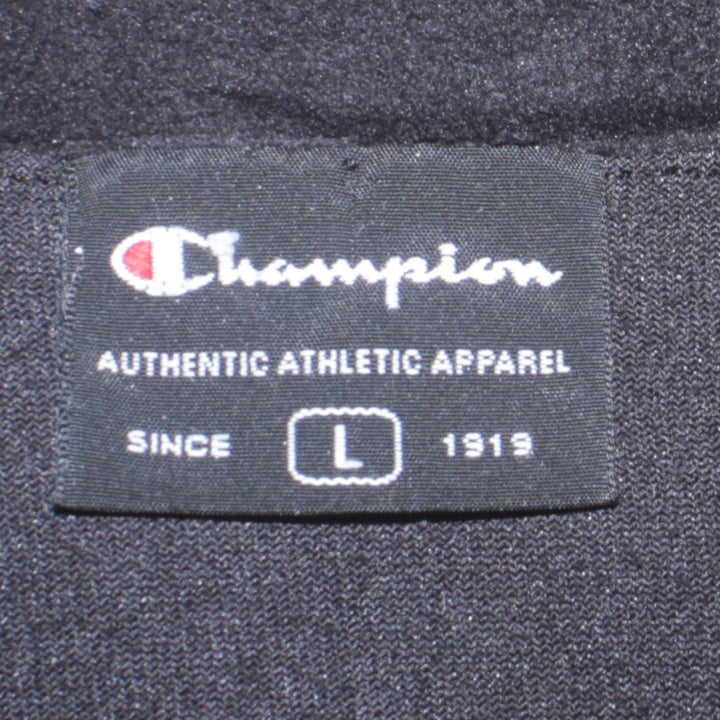 Champion
AUTHENTIC ATHLETIC APPAREL
SINCE L 1919